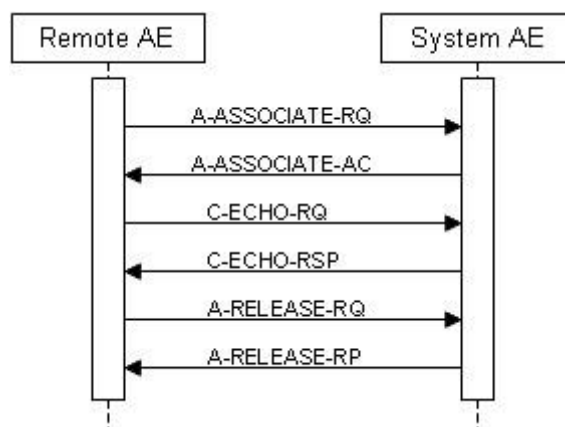 Remote AE
System AE
A-ASSOCIATE-RQ
A-ASSOCIATE-AC
C-ECHO-RQ
C-ECHO-RSP
A-RELEASE-RQ
A-RELEASE-RP